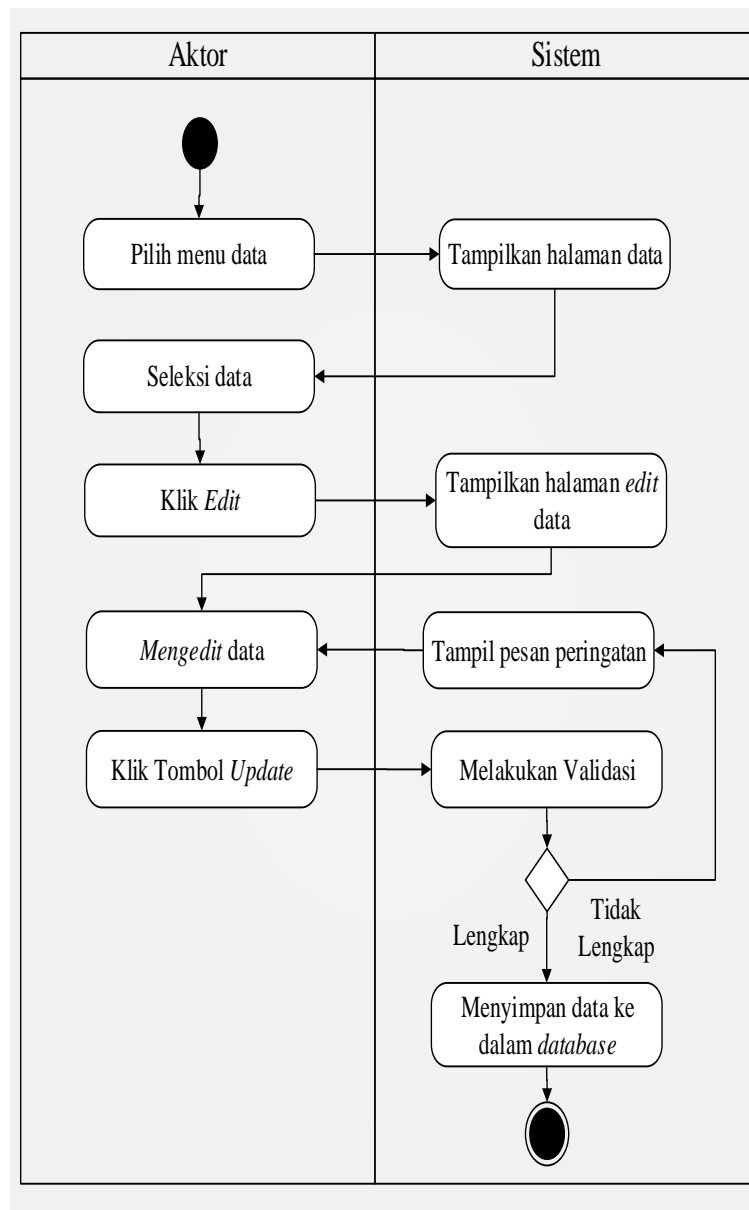 Aktor
Sistem
Pilih menu data
Tampilkan halaman data
Seleksi data
Klik Edit
Tampilkan halaman edit
data
Mengedit data
Tampil pesan peringatan
Klik Tombol Update
Melakukan Validasi
Lengkap
Tidak
Lengkap
Menyimpan data ke
dalam database